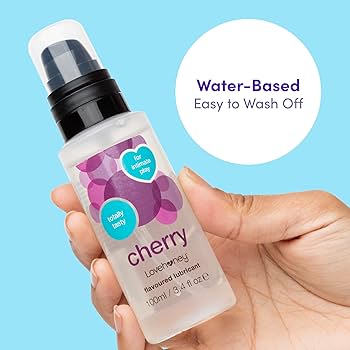 Water-Based
Easy to Wash Off
for
intimate
play
totally
tasty
cherry
Lovehoney
flavoured lubricant
100ml / 3.4 fl.oz e